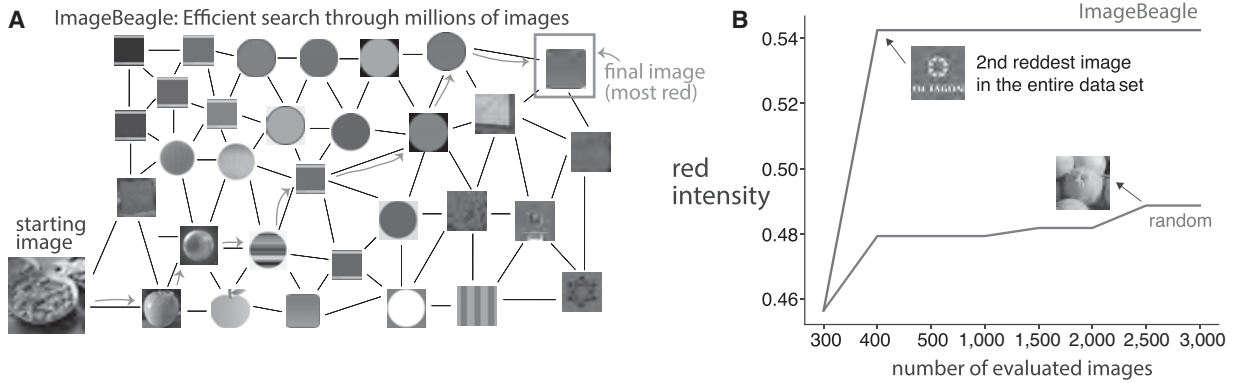 A
ImageBeagle: Efficient search through millions of images
final image
(most red)
starting
image
B
ImageBeagle
0.54
0.52
0.50
0.48
0.46
red
intensity
OCTAGON
2nd reddest image
in the entire data set
random
300 400 500 1,000 1,500 2,000 2,500 3,000
number of evaluated images